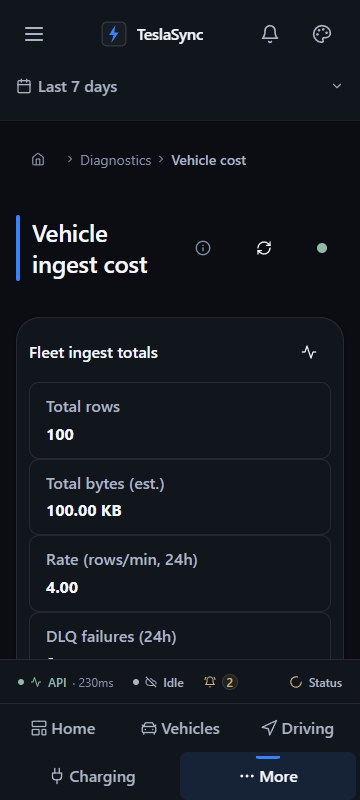 TeslaSync
Last 7 days
Diagnostics
Vehicle cost
Vehicle
ingest cost
Fleet ingest totals
Total rows
100
Total bytes (est.)
100.00 KB
Rate (rows/min, 24h)
4.00
DLQ failures (24h)
API · 230ms
Idle
2
Status
Home
Vehicles
Driving
Charging
More